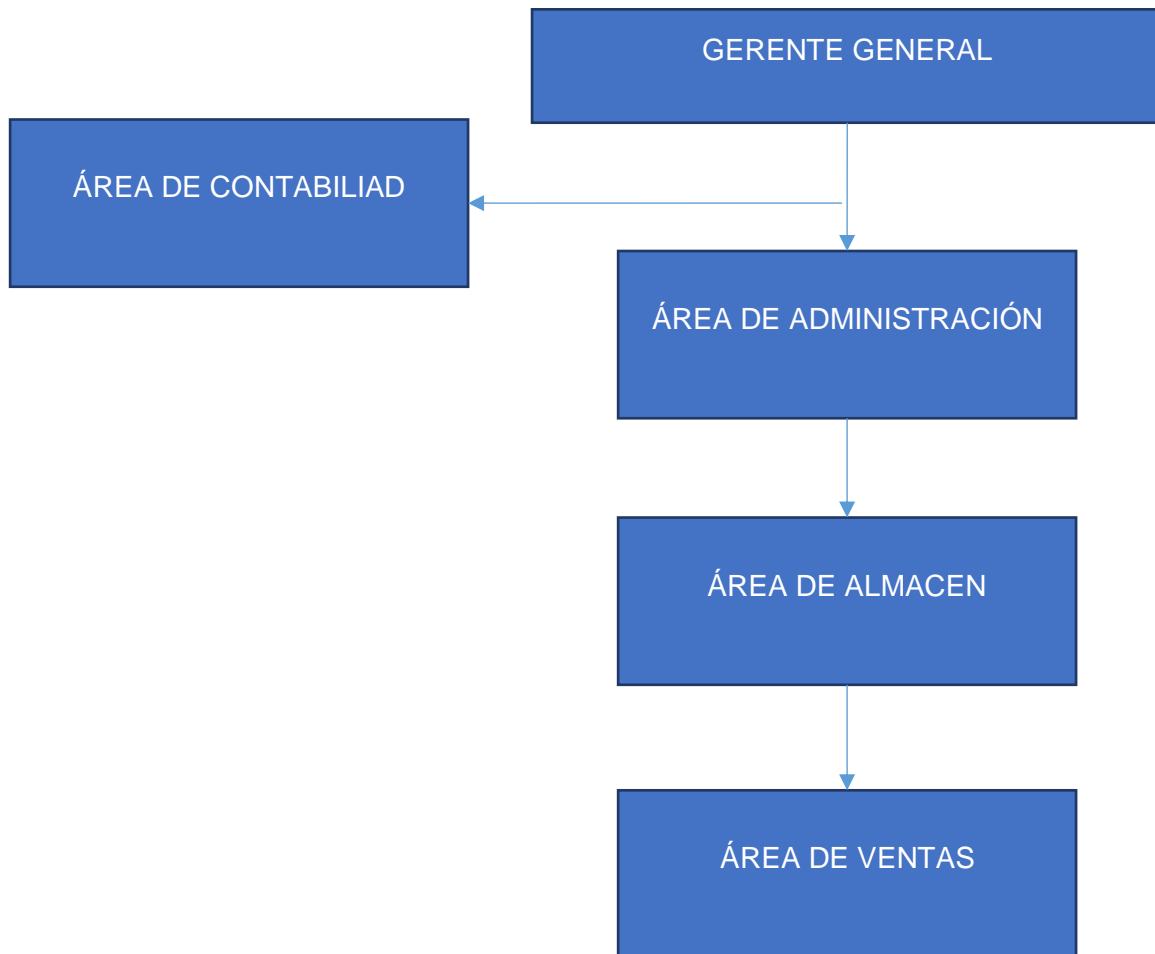 GERENTE GENERAL
ÁREA DE CONTABILIAD
ÁREA DE ADMINISTRACIÓN
ÁREA DE ALMACEN
ÁREA DE VENTAS